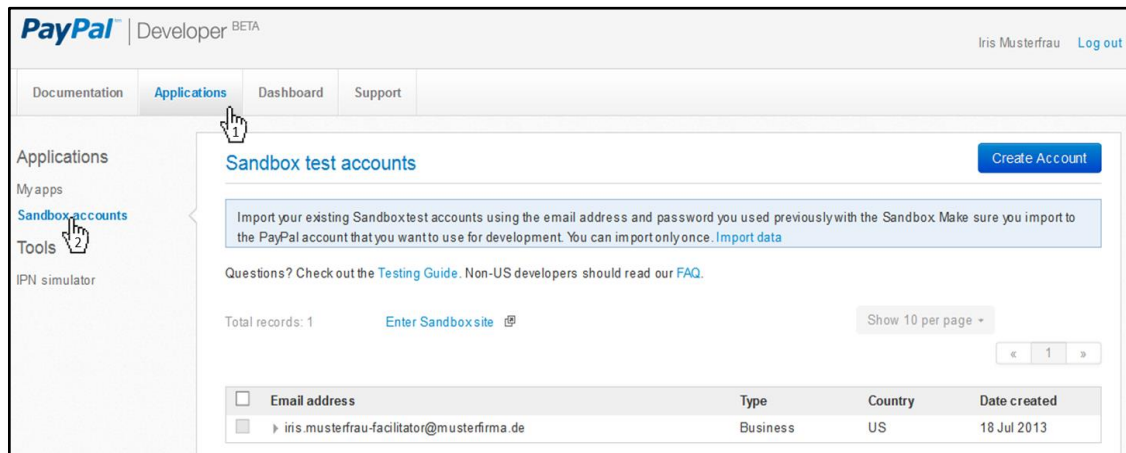 PayPal™ | Developer BETA
Iris Musterfrau Log out
Documentation Applications Dashboard Support
1
Applications
My apps
Sandbox accounts
2
Tools
IPN simulator
Sandbox test accounts
Create Account
Import your existing Sandbox test accounts using the email address and password you used previously with the Sandbox. Make sure you import to
the PayPal account that you want to use for development. You can import only once. Import data
Questions? Check out the Testing Guide. Non-US developers should read our FAQ.
Total records: 1 Enter Sandbox site Show 10 per page
« 1 »
Email address Type Country Date created
iris.musterfrau-facilitator@musterfirma.de Business US 18 Jul 2013